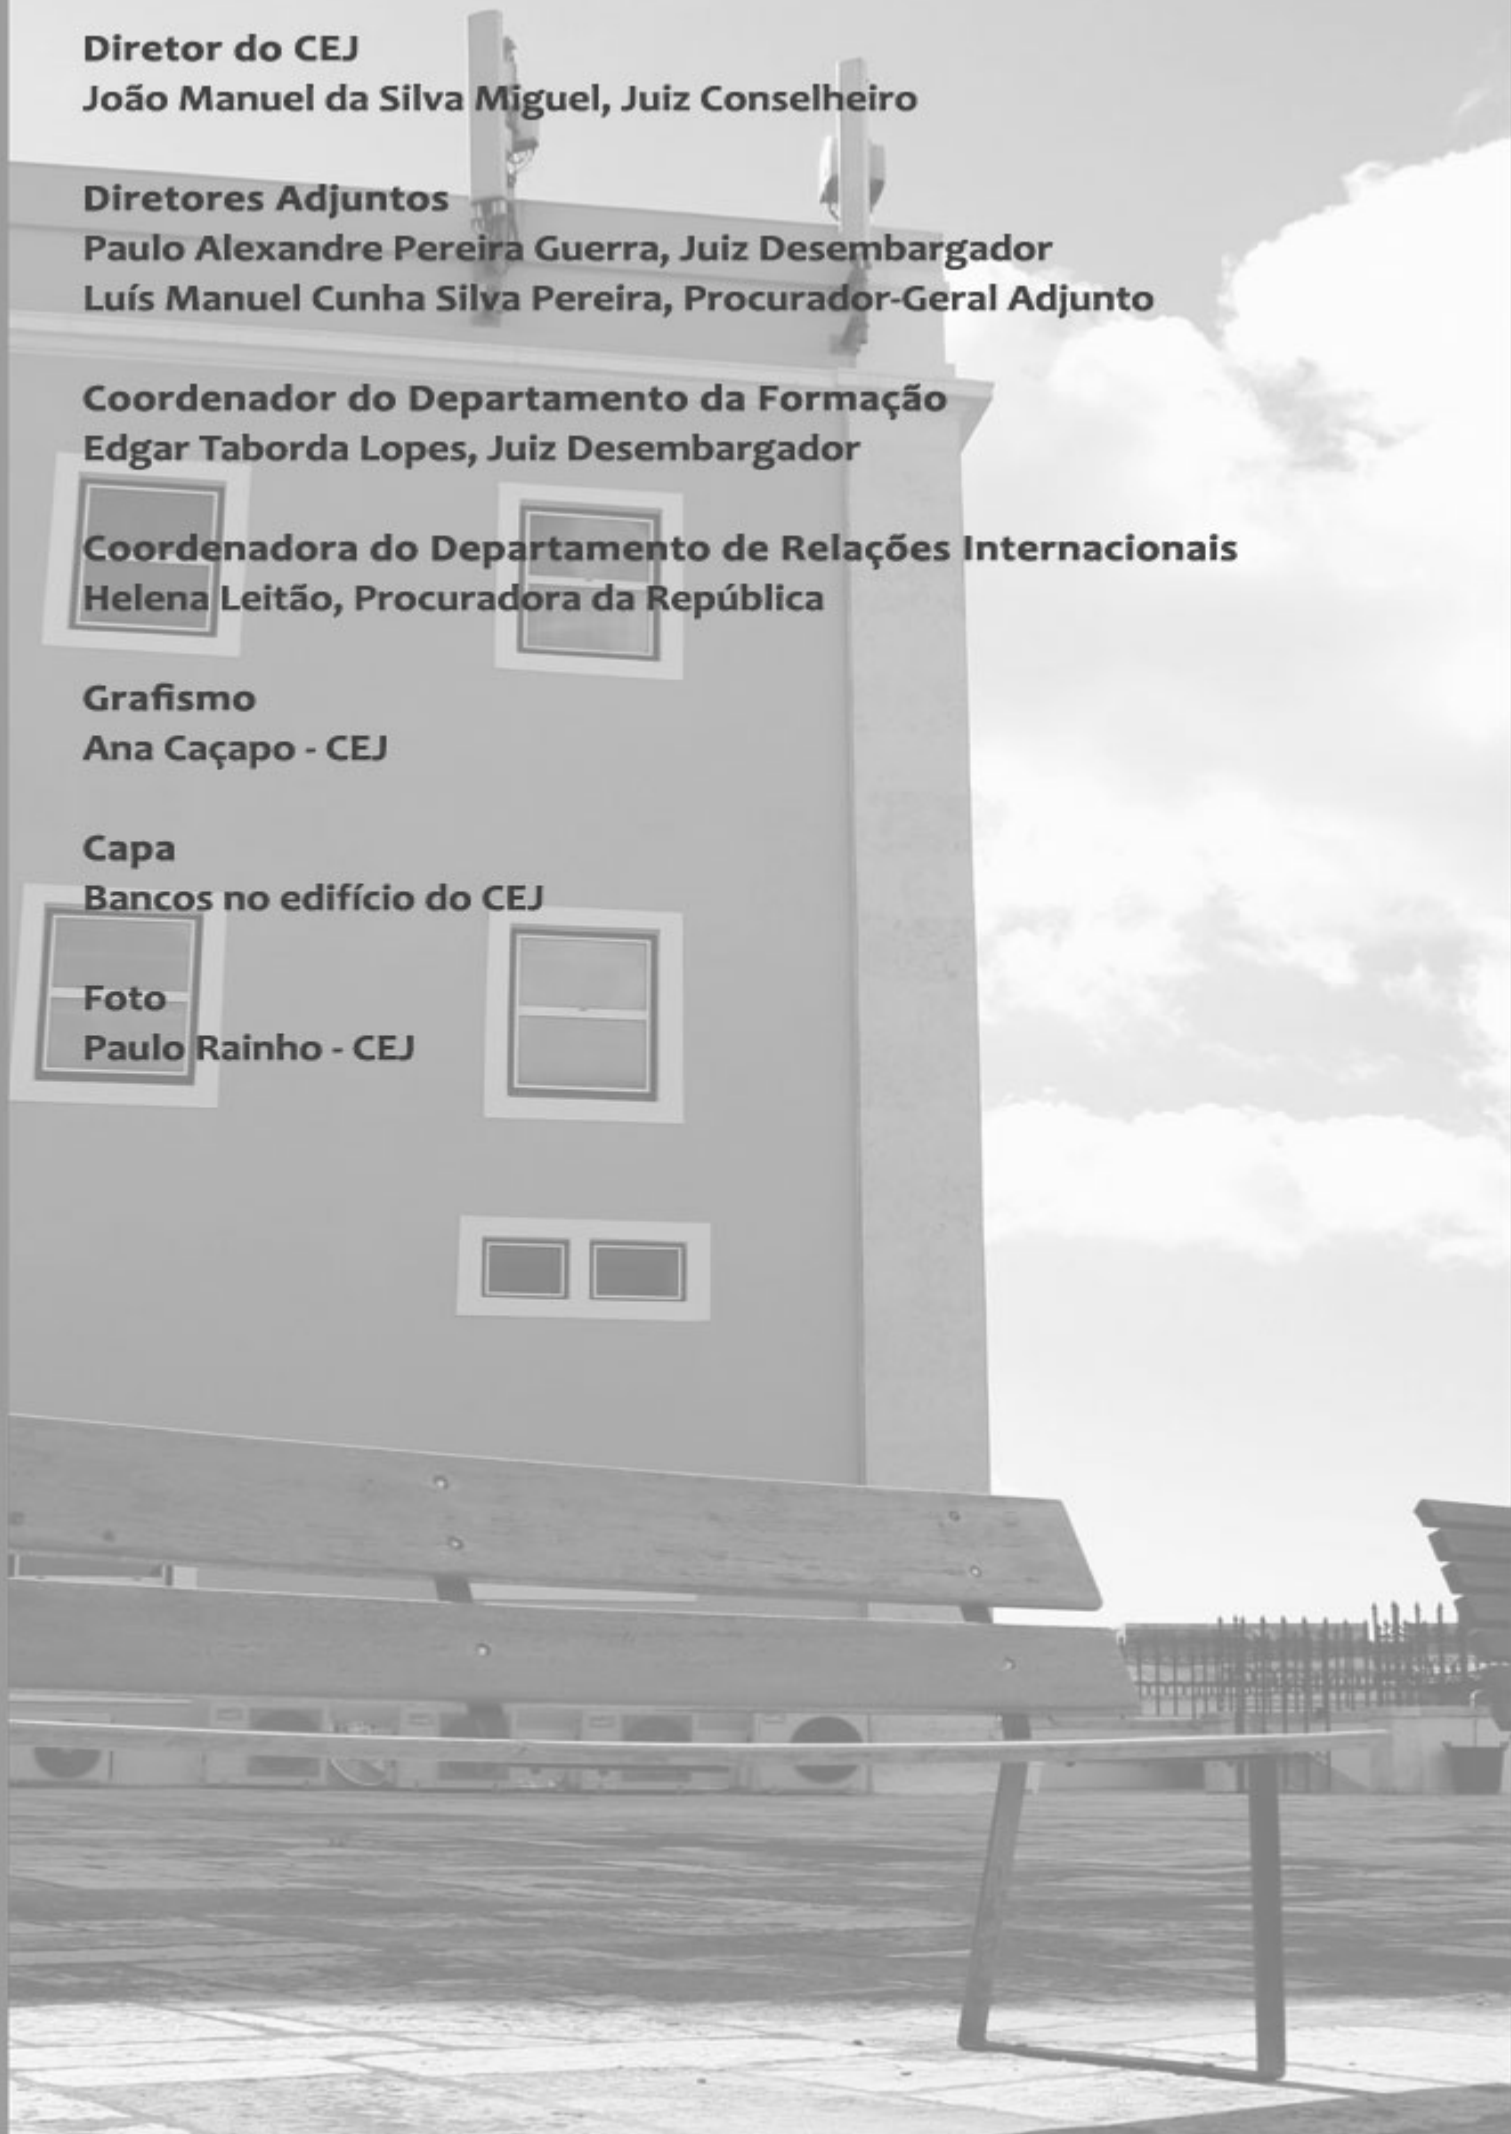 Diretor do CEJ
João Manuel da Silva Miguel, Juiz Conselheiro
Diretores Adjuntos
Paulo Alexandre Pereira Guerra, Juiz Desembargador
Luís Manuel Cunha Silva Pereira, Procurador-Geral Adjunto
Coordenador do Departamento da Formação
Edgar Taborda Lopes, Juiz Desembargador
Coordenadora do Departamento de Relações Internacionais
Helena Leitão, Procuradora da República
Grafismo
Ana Caçapo - CEJ
Capa
Bancos no edifício do CEJ
Foto
Paulo Rainho - CEJ